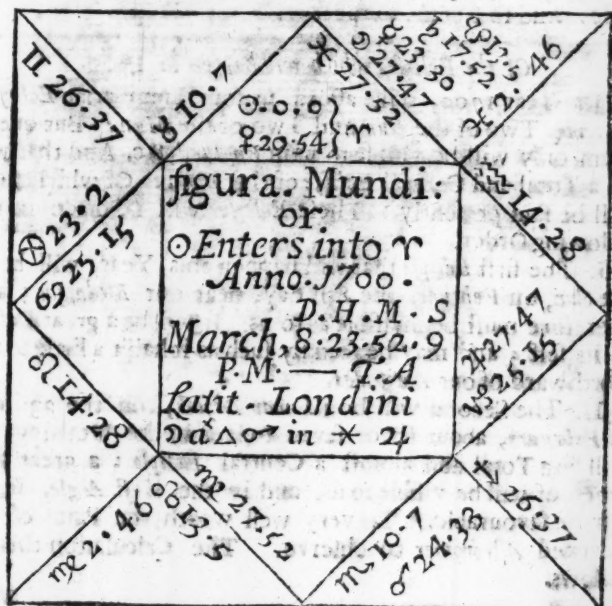 ♊ 26.37
♉ 10.7
☉.0.0 } ♈
☿.29.54
♓ 27.52
☽ 27.47
♀ 23.30
♄ 17.52
☊ 13.5
♓ 2.46
⊕ 23.2
♋ 25.15
figura. Mundi.
or.
☉Enters into ♈
Anno.1700.
D.H.M.S
March,8.23.52.9
P.M.—T.A
Latit-Londini
☽ a △ ♂ in ✶ ♃
♒ 14.28
♃ 27.47
♌ 14.28
♐ 26.37
♍ 2.46
☋ 13.5
♍ 27.52
♏ 10.7
♂ 24.23